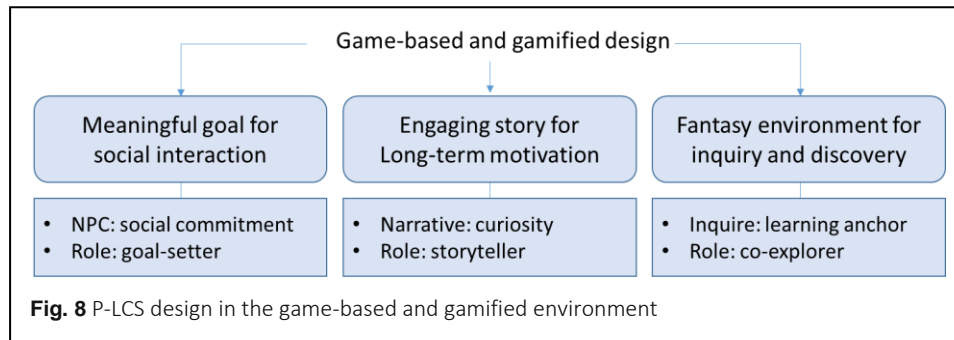 Game-based and gamified design
Meaningful goal for
social interaction
Engaging story for
Long-term motivation
Fantasy environment for
inquiry and discovery
• NPC: social commitment
• Role: goal-setter
• Narrative: curiosity
• Role: storyteller
• Inquire: learning anchor
• Role: co-explorer
Fig. 8 P-LCS design in the game-based and gamified environment